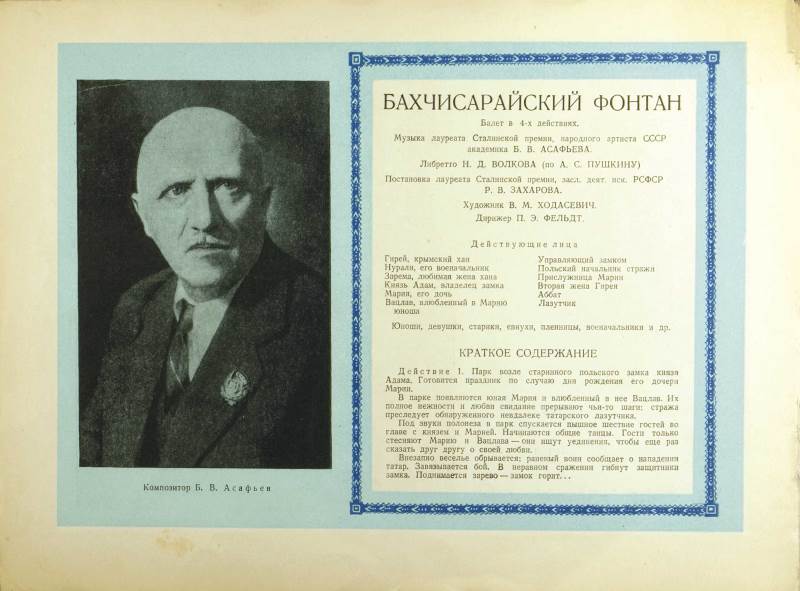 БАХЧИСАРАЙСКИЙ ФОНТАН
Балет в 4-х действиях.
Музыка лауреата Сталинской премии, народного артиста СССР
академика Б. В. АСАФЬЕВА.
Либретто Н. Д. ВОЛКОВА (по А. С. ПУШКИНУ)
Постановка лауреата Сталинской премии, засл. деят. иск. РСФСР
Р. В. ЗАХАРОВА.
Художник В. М. ХОДАСЕВИЧ.
Дирижер П. Э. ФЕЛЬДТ.
Действующие лица
Гирей, крымский хан
Нурали, его военачальник
Зарема, любимая жена хана
Князь Адам, владелец замка
Мария, его дочь
Вацлав, влюбленный в Марию
юноша
Управляющий замком
Польский начальник стражи
Прислужница Марии
Вторая жена Гирея
Аббат
Лазутчик
Юноши, девушки, старики, евнухи, пленницы, военачальники и др.
КРАТКОЕ СОДЕРЖАНИЕ
Действие 1. Парк возле старинного польского замка князя
Адама. Готовится праздник по случаю дня рождения его дочери
Марии.
В парке появляются юная Мария и влюбленный в нее Вацлав. Их
полное нежности и любви свидание прерывают чьи-то шаги: стража
преследует обнаруженного невдалеке татарского лазутчика.
Под звуки полонеза в парк спускается пышное шествие гостей во
главе с князем и Марией. Начинаются общие танцы. Гости только
стесняют Марию и Вацлава — они ищут уединения, чтобы еще раз
сказать друг другу о своей любви.
Внезапно веселье обрывается; раненый воин сообщает о нападении
татар. Завязывается бой. В неравном сражении гибнут защитники
замка. Поднимается зарево — замок горит...
Композитор Б. В. Асафьев